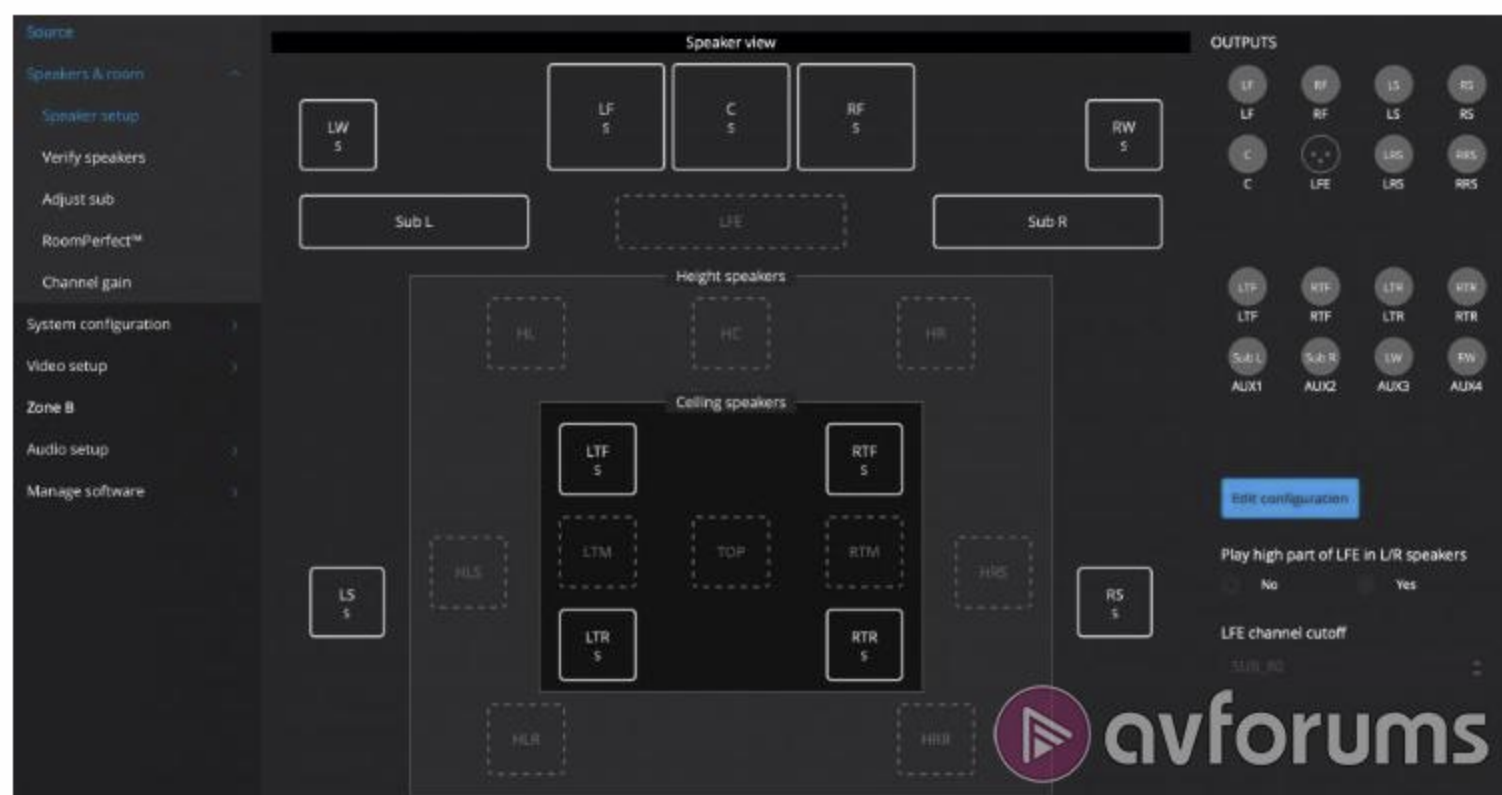 Source
Speakers & room
Speaker setup
Verify speakers
Adjust sub
RoomPerfect™
Channel gain
System configuration
Video setup
Zone B
Audio setup
Manage software
Speaker view
LW
S
LF
S
C
S
RF
S
RW
S
Sub L
LFE
Sub R
Height speakers
HL
HC
HR
Ceiling speakers
LTF
S
RTF
S
HLS
LTM
TOP
RTM
HRS
LS
S
RS
S
LTR
S
RTR
S
HLR
HRR
OUTPUTS
LF
RF
LS
RS
LF
RF
LS
RS
C
LRS
RRS
C
LFE
LRS
RRS
LTF
RTF
LTR
RTR
LTF
RTF
LTR
RTR
Sub L
Sub R
LW
RW
AUX1
AUX2
AUX3
AUX4
Edit configuration
Play high part of LFE in L/R speakers
No
Yes
LFE channel cutoff
SUB_80
avforums